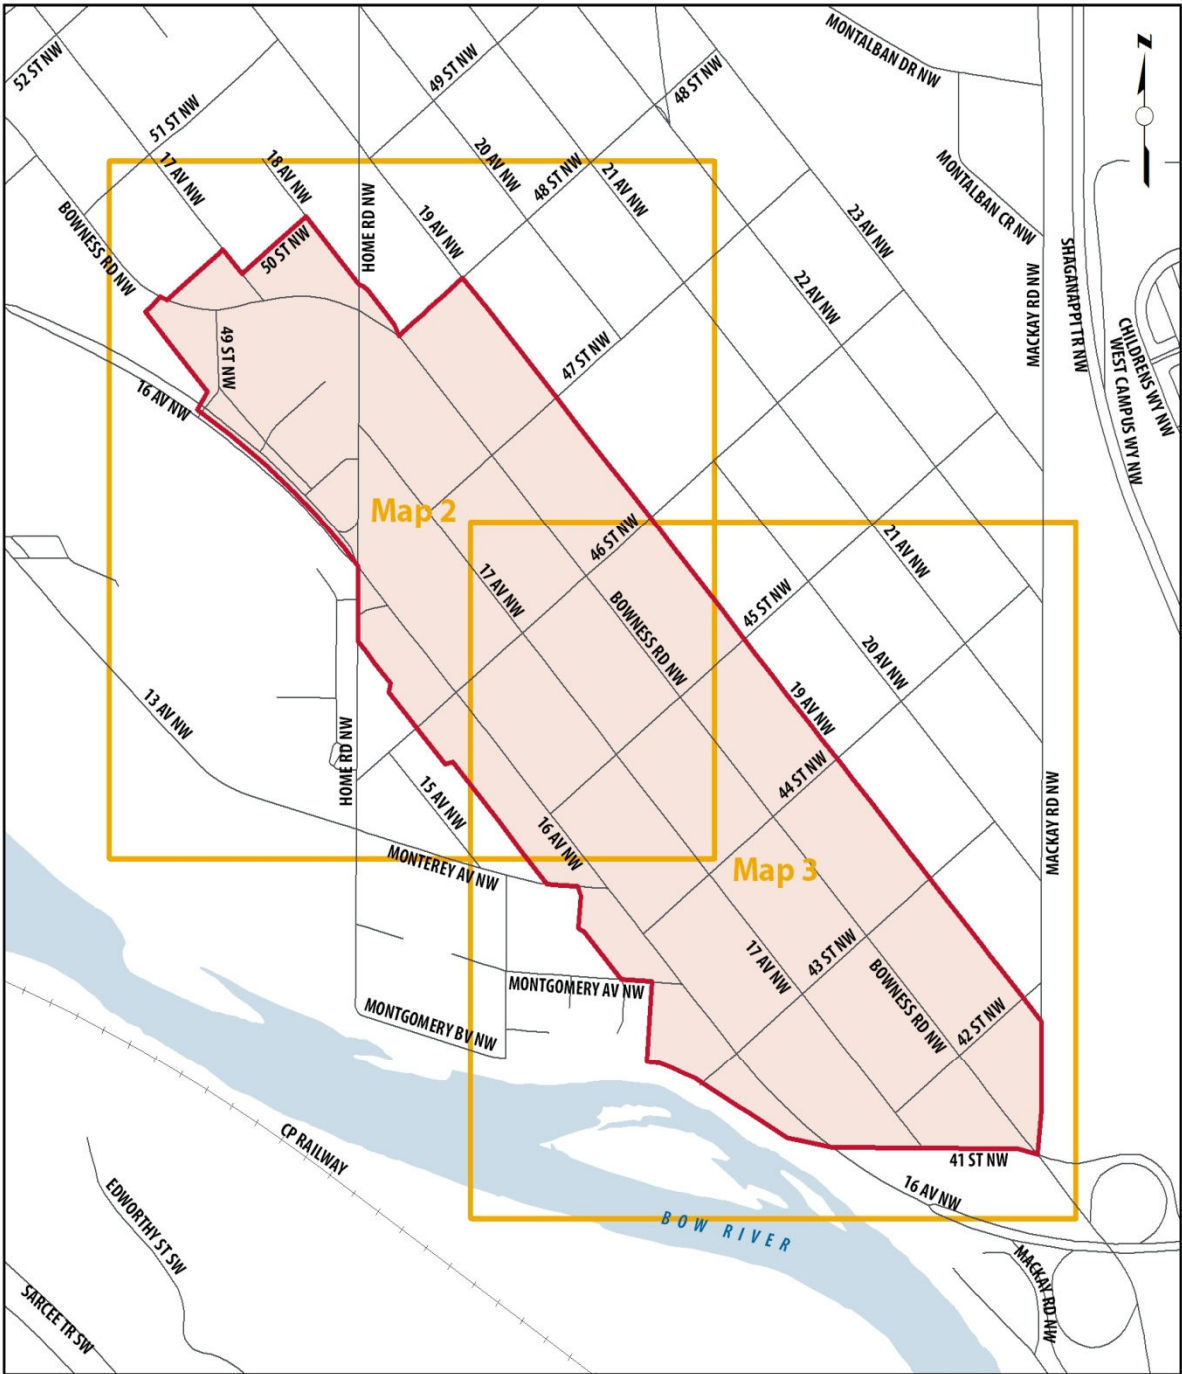 52 ST NW
51 ST NW
49 ST NW
48 ST NW
MONTALBAN DR NW
N
17 AV NW
18 AV NW
20 AV NW
48 ST NW
21 AV NW
MONTALBAN CR NW
BOWNESS RD NW
50 ST NW
HOME RD NW
19 AV NW
23 AV NW
22 AV NW
MACKAY RD NW
SHAGANAPPI TR NW
CHILDRENS WY NW
WEST CAMPUS WY NW
49 ST NW
47 ST NW
16 AV NW
Map 2
46 ST NW
21 AV NW
17 AV NW
BOWNESS RD NW
45 ST NW
20 AV NW
13 AV NW
HOME RD NW
19 AV NW
44 ST NW
15 AV NW
16 AV NW
MACKAY RD NW
MONTEREY AV NW
Map 3
17 AV NW
43 ST NW
BOWNESS RD NW
42 ST NW
MONTGOMERY AV NW
MONTGOMERY BV NW
CP RAILWAY
41 ST NW
16 AV NW
EDWORTHY ST SW
BOW RIVER
MACKAY RD NW
SARCEE TR SW